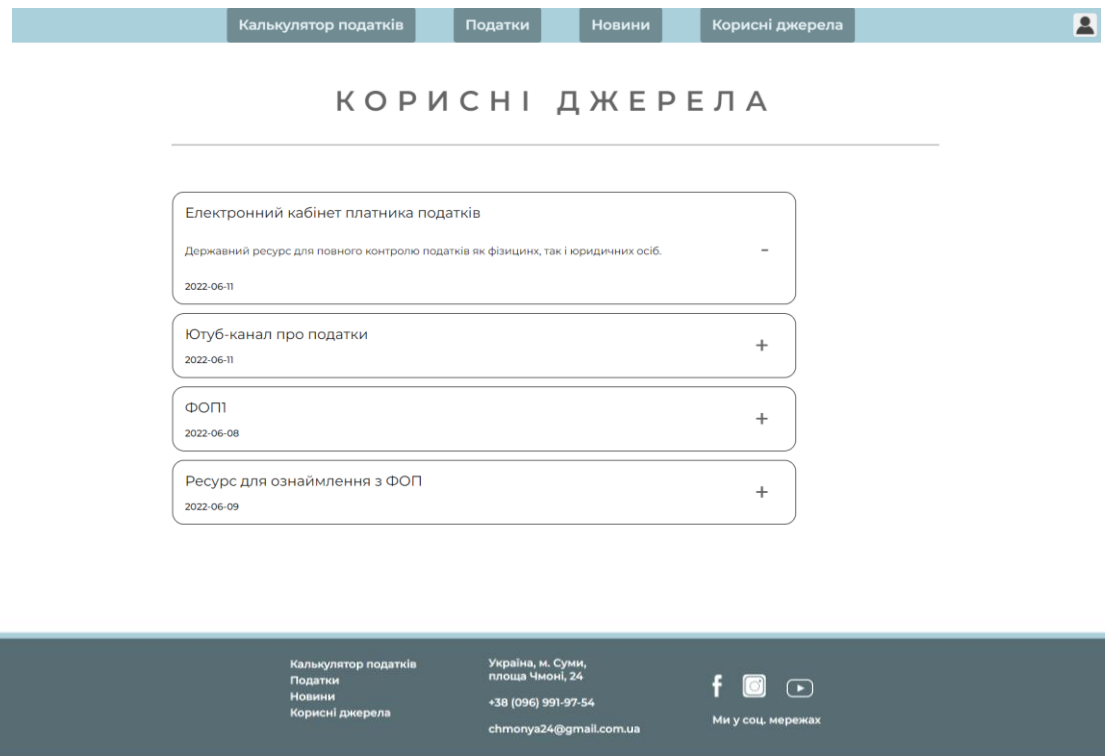 Калькулятор податків Податки Новини Корисні джерела
КОРИСНІ ДЖЕРЕЛА
Електронний кабінет платника податків
Державний ресурс для повного контролю податків як фізицинх, так і юридичних осіб.
-
2022-06-11
Ютуб-канал про податки
+
2022-06-11
ФОП1
+
2022-06-08
Ресурс для ознаймлення з ФОП
+
2022-06-09
Калькулятор податків
Податки
Новини
Корисні джерела
Україна, м. Суми,
площа Чмоні, 24
+38 (096) 991-97-54
chmonya24@gmail.com.ua
Ми у соц. мережах